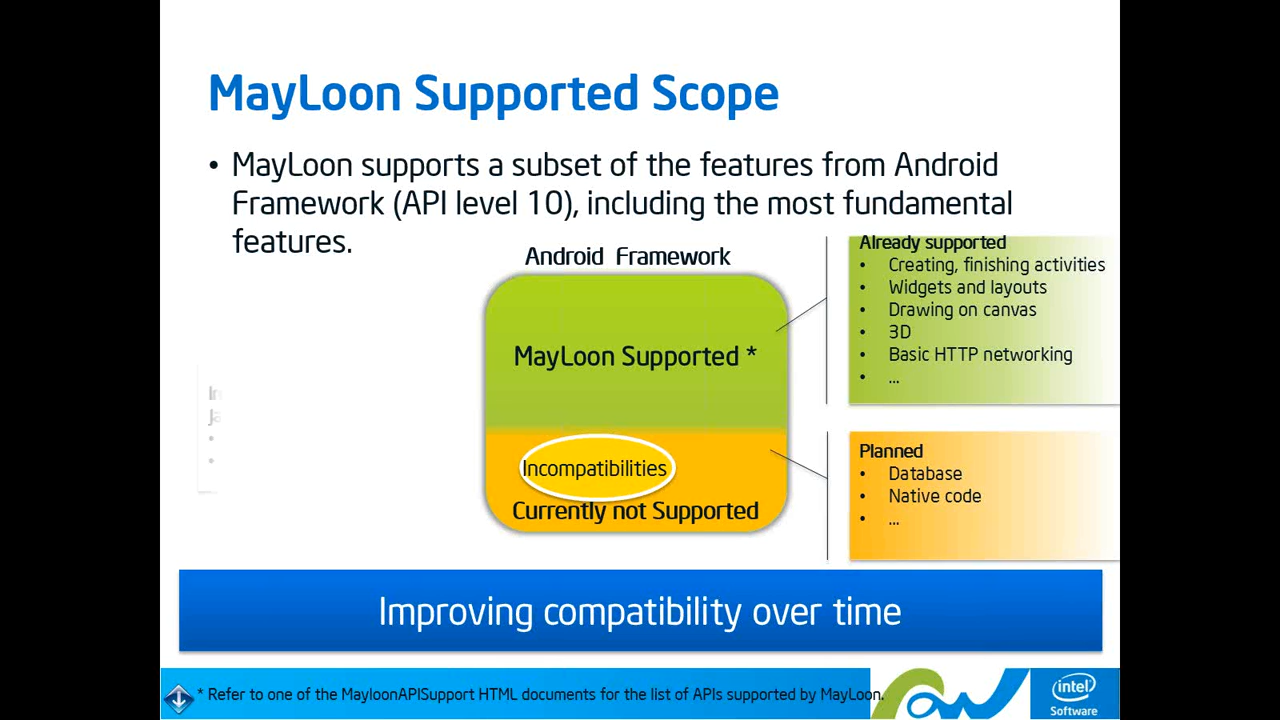 MayLoon Supported Scope
• MayLoon supports a subset of the features from Android
Framework (API level 10), including the most fundamental
features.
Android Framework
MayLoon Supported *
Incompatibilities
Currently not Supported
Already supported
• Creating, finishing activities
• Widgets and layouts
• Drawing on canvas
• 3D
• Basic HTTP networking
• ...
Planned
• Database
• Native code
• ...
Improving compatibility over time
* Refer to one of the MayloonAPISupport HTML documents for the list of APIs supported by MayLoon.
intel
Software